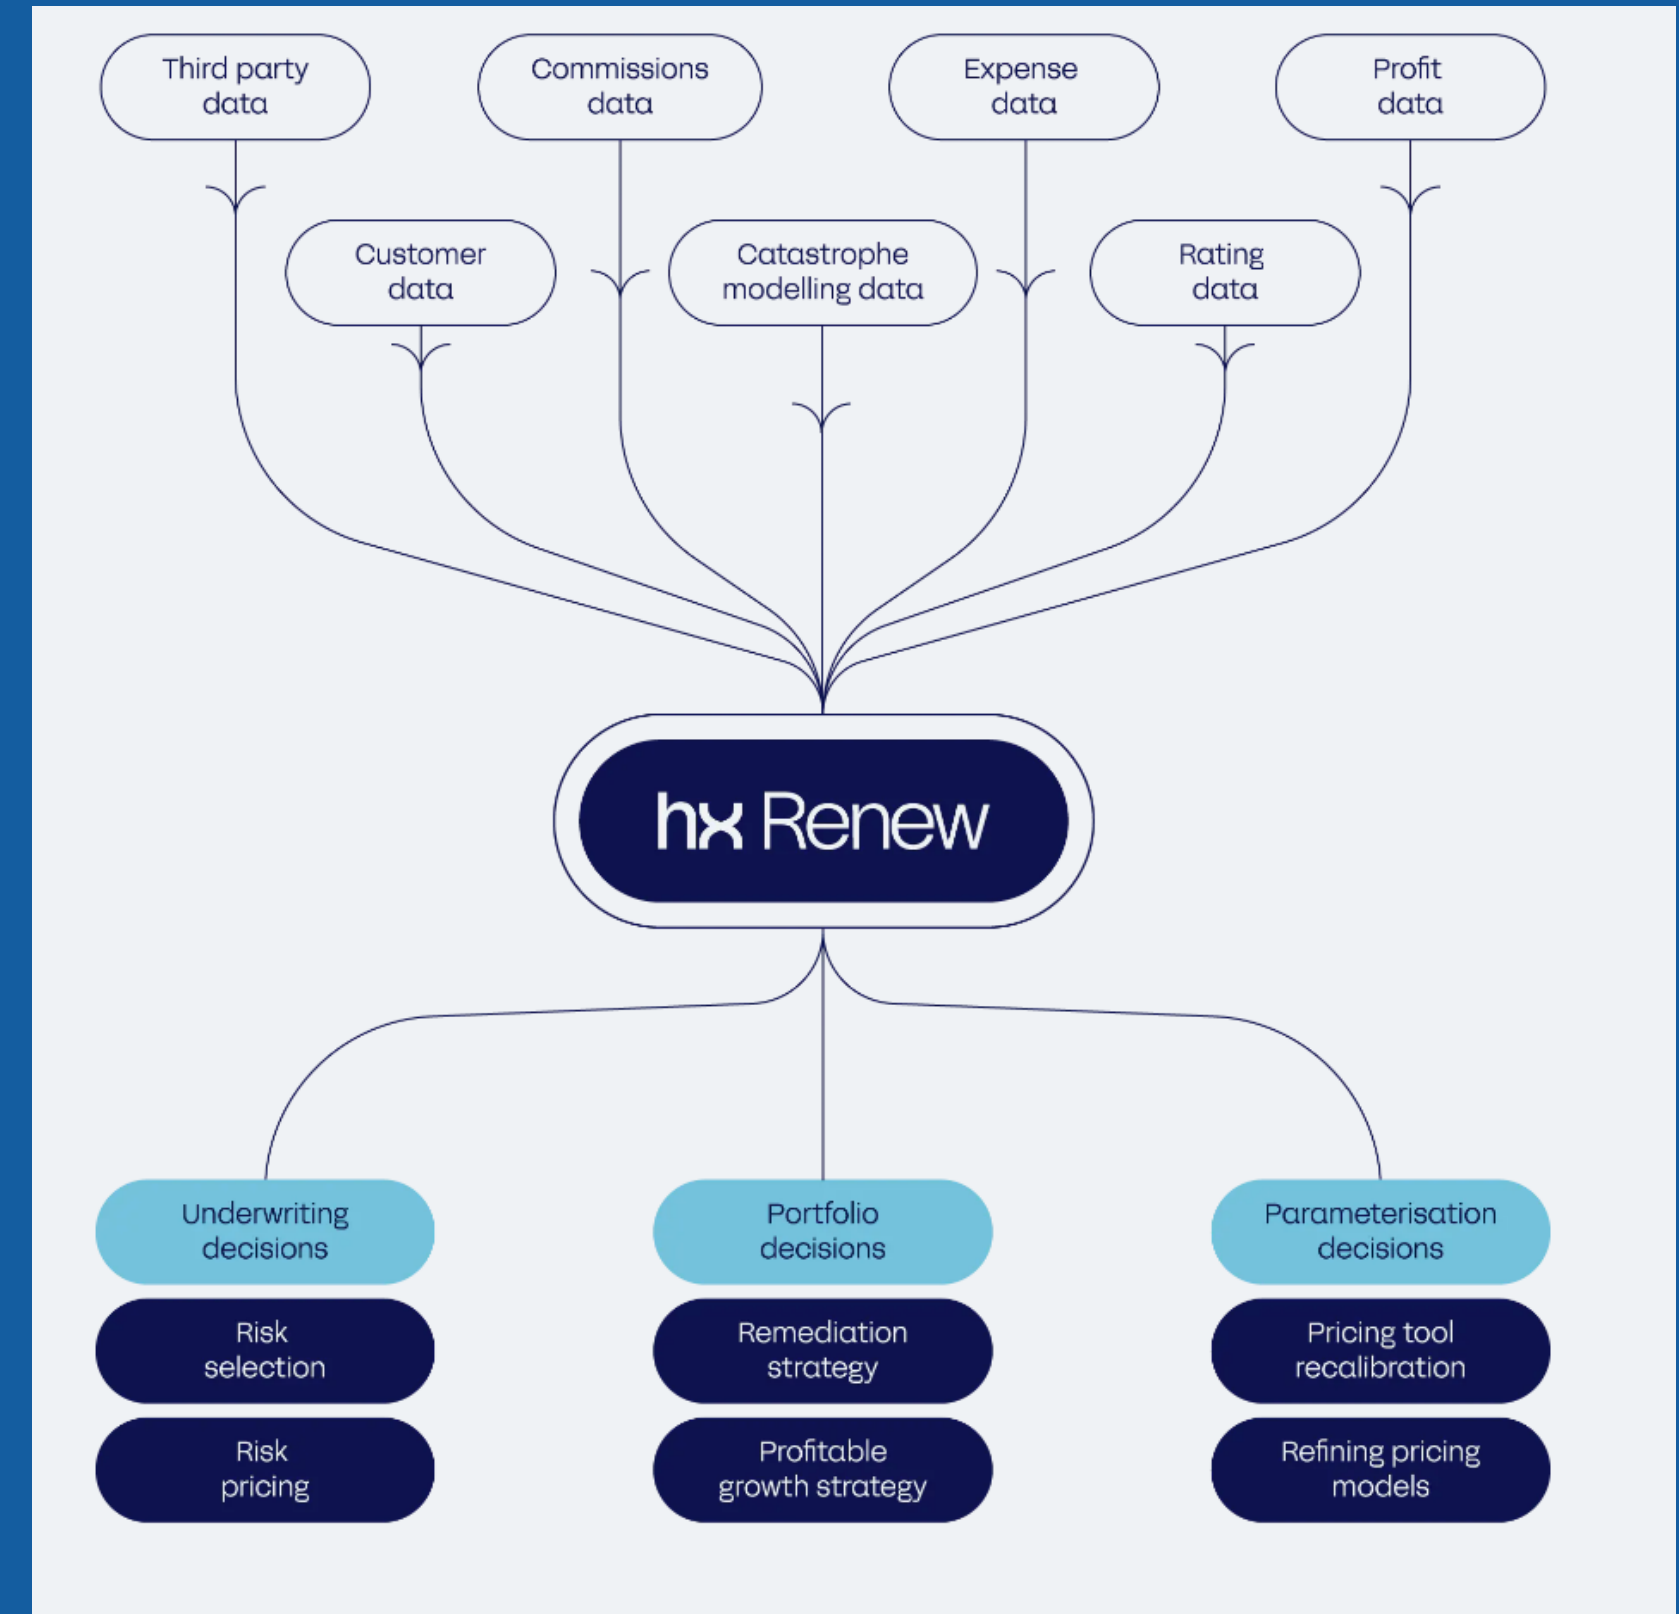 Third party
data
Commissions
data
Expense
data
Profit
data
Customer
data
Catastrophe
modelling data
Rating
data
hx Renew
Underwriting
decisions
Risk
selection
Risk
pricing
Portfolio
decisions
Remediation
strategy
Profitable
growth strategy
Parameterisation
decisions
Pricing tool
recalibration
Refining pricing
models